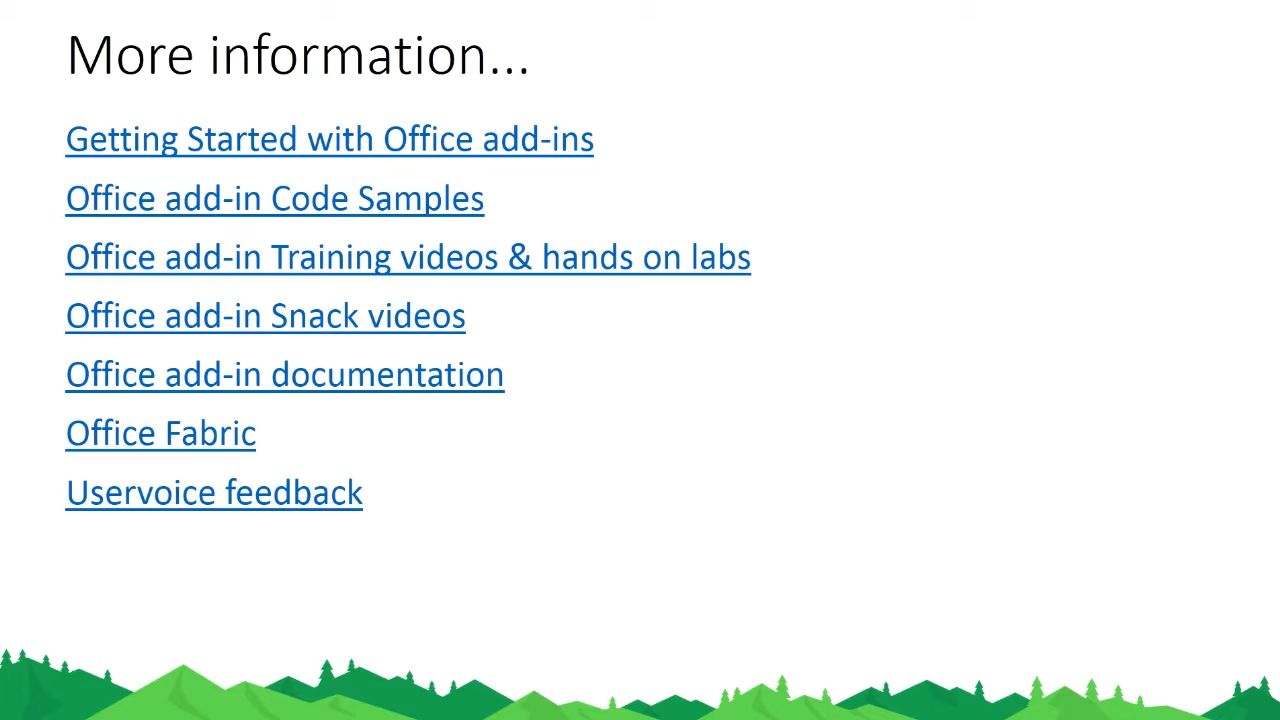 More information...
Getting Started with Office add-ins
Office add-in Code Samples
Office add-in Training videos & hands on labs
Office add-in Snack videos
Office add-in documentation
Office Fabric
Uservoice feedback